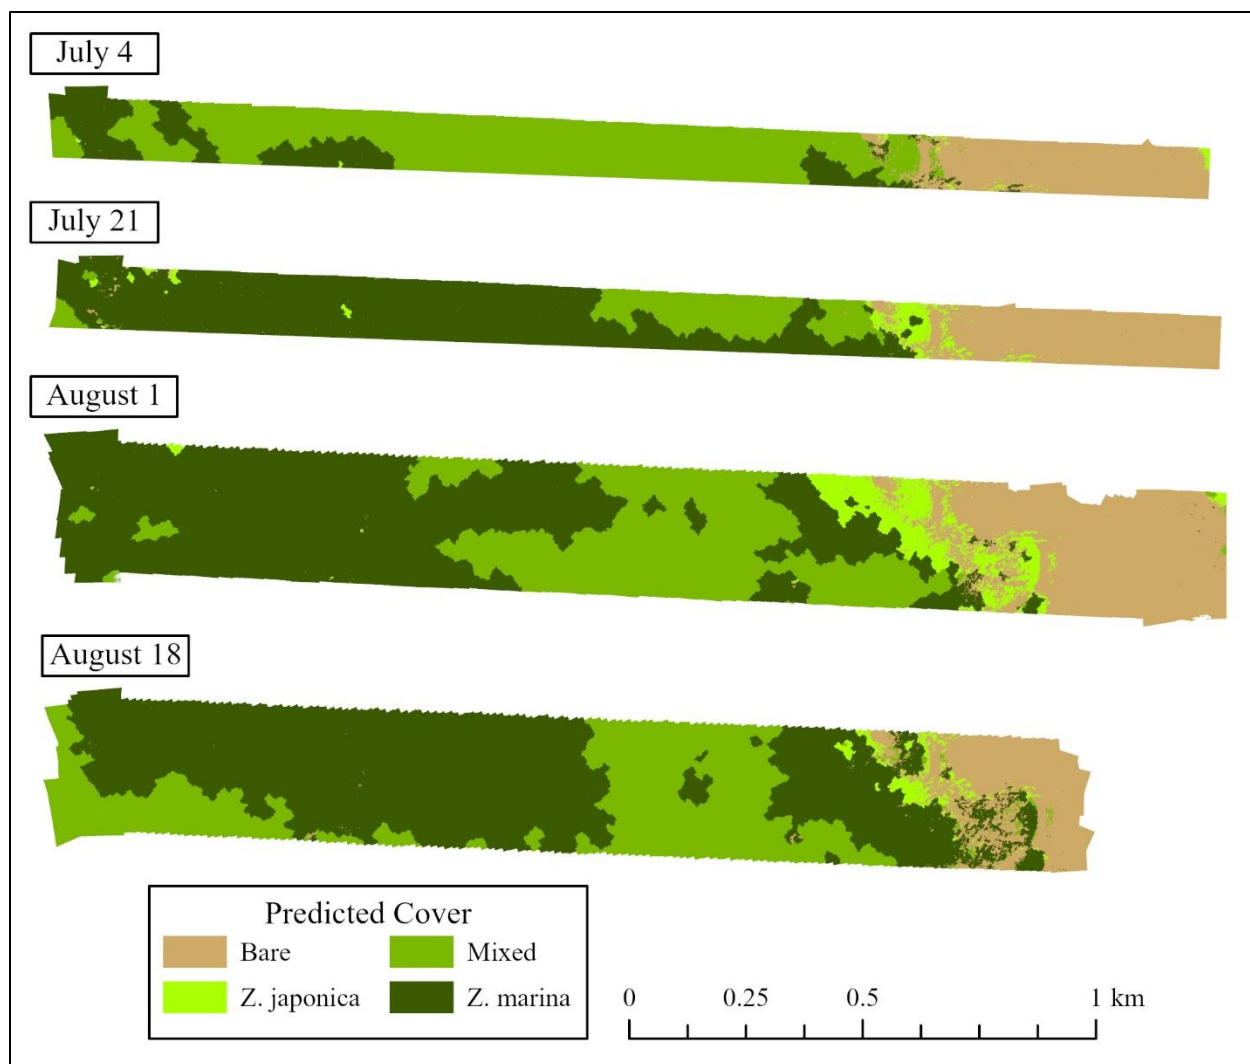 July 4
July 21
August 1
August 18
Predicted Cover
Bare
Mixed
Z. japonica
Z. marina
0 0.25 0.5 1 km